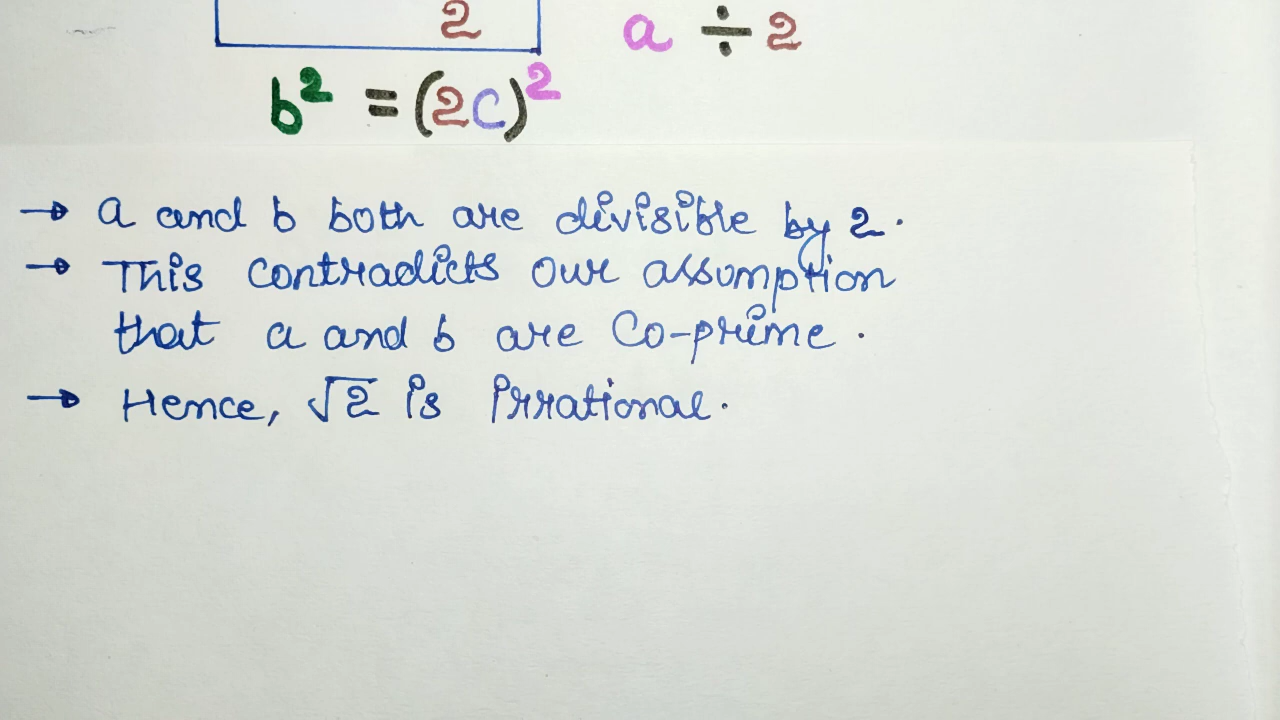 2 a ÷ 2
b² = (2c)²
→ a and b both are divisible by 2.
→ This contradicts our assumption
that a and b are Co-prime.
→ Hence, √2 is irrational.